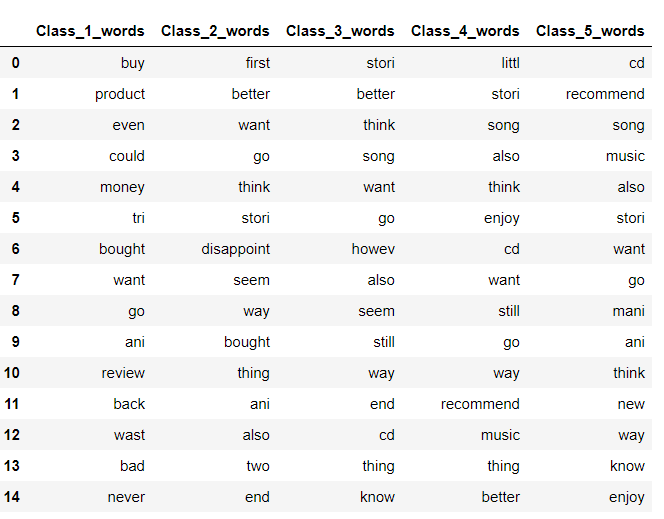 Class_1_words Class_2_words Class_3_words Class_4_words Class_5_words
0 buy first stori littl cd
1 product better better stori recommend
2 even want think song song
3 could go song also music
4 money think want think also
5 tri stori go enjoy stori
6 bought disappoint howev cd want
7 want seem also want go
8 go way seem still mani
9 ani bought still go ani
10 review thing way way think
11 back ani end recommend new
12 wast also cd music way
13 bad two thing thing know
14 never end know better enjoy